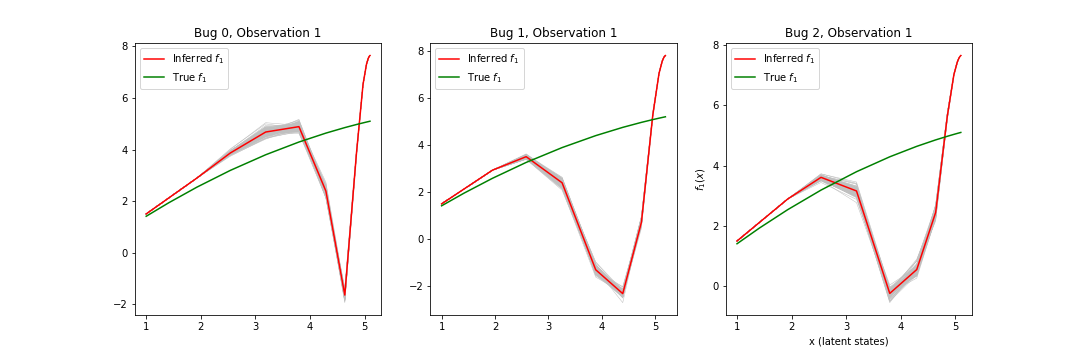 Bug 0, Observation 1
8
6
4
2
0
−2
1 2 3 4 5
Inferred f₁
True f₁
Bug 1, Observation 1
8
6
4
2
0
−2
1 2 3 4 5
Inferred f₁
True f₁
Bug 2, Observation 1
8
6
4
2
0
f₁(x)
1 2 3 4 5
x (latent states)
Inferred f₁
True f₁